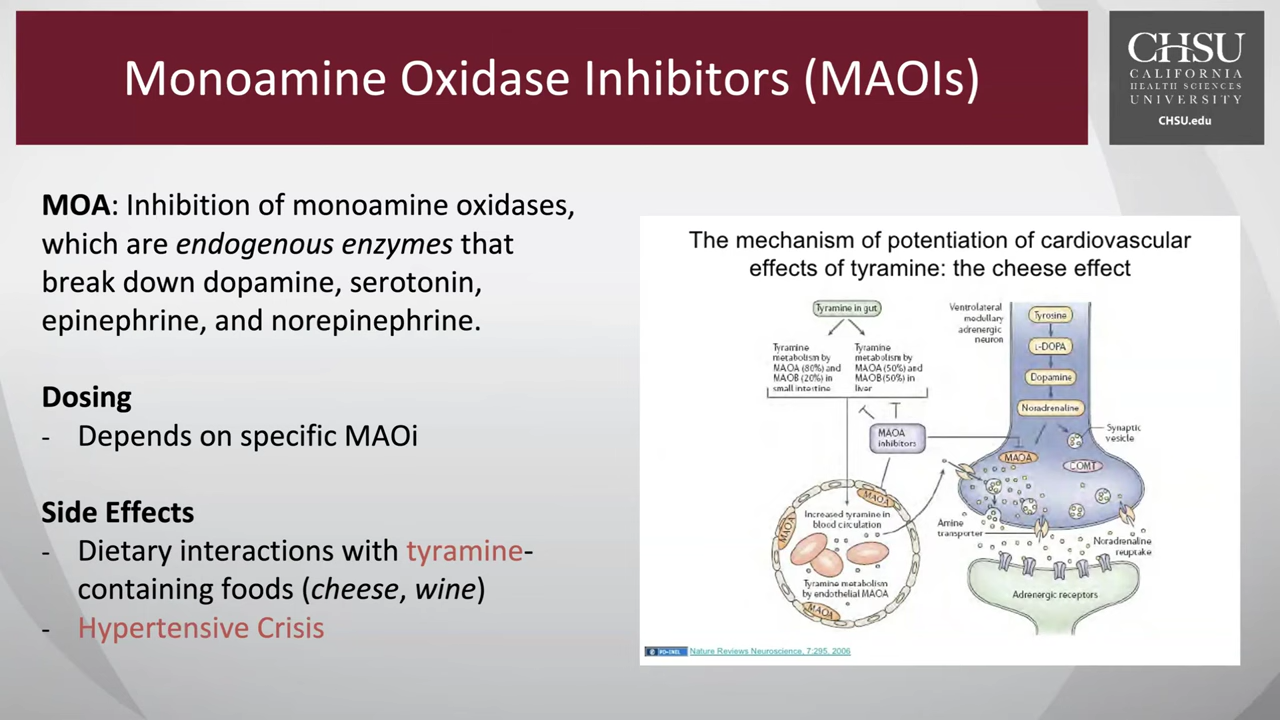 Monoamine Oxidase Inhibitors (MAOIs)
CHSU
CALIFORNIA
HEALTH SCIENCES
UNIVERSITY
CHSU.edu
MOA: Inhibition of monoamine oxidases,
which are endogenous enzymes that
break down dopamine, serotonin,
epinephrine, and norepinephrine.
Dosing
- Depends on specific MAOi
Side Effects
- Dietary interactions with tyramine-
containing foods (cheese, wine)
- Hypertensive Crisis
The mechanism of potentiation of cardiovascular
effects of tyramine: the cheese effect
Tyramine in gut
Tyramine
metabolism by
MAOA (80%) and
MAOB (20%) in
small intestine
Tyramine
metabolism by
MAOA (50%) and
MAOB (50%) in
liver
MAOA
inhibitors
MAOA
MAOA
MAOA
Increased tyramine in
blood circulation
Tyramine metabolism
by endothelial MAOA
Ventrolateral
medullary
adrenergic
neuron
Tyrosine
L-DOPA
Dopamine
Noradrenaline
Synaptic
vesicle
MAOA
COMT
Amine
transporter
Noradrenaline
reuptake
Adrenergic receptors
Nature Reviews Neuroscience, 7:295, 2006